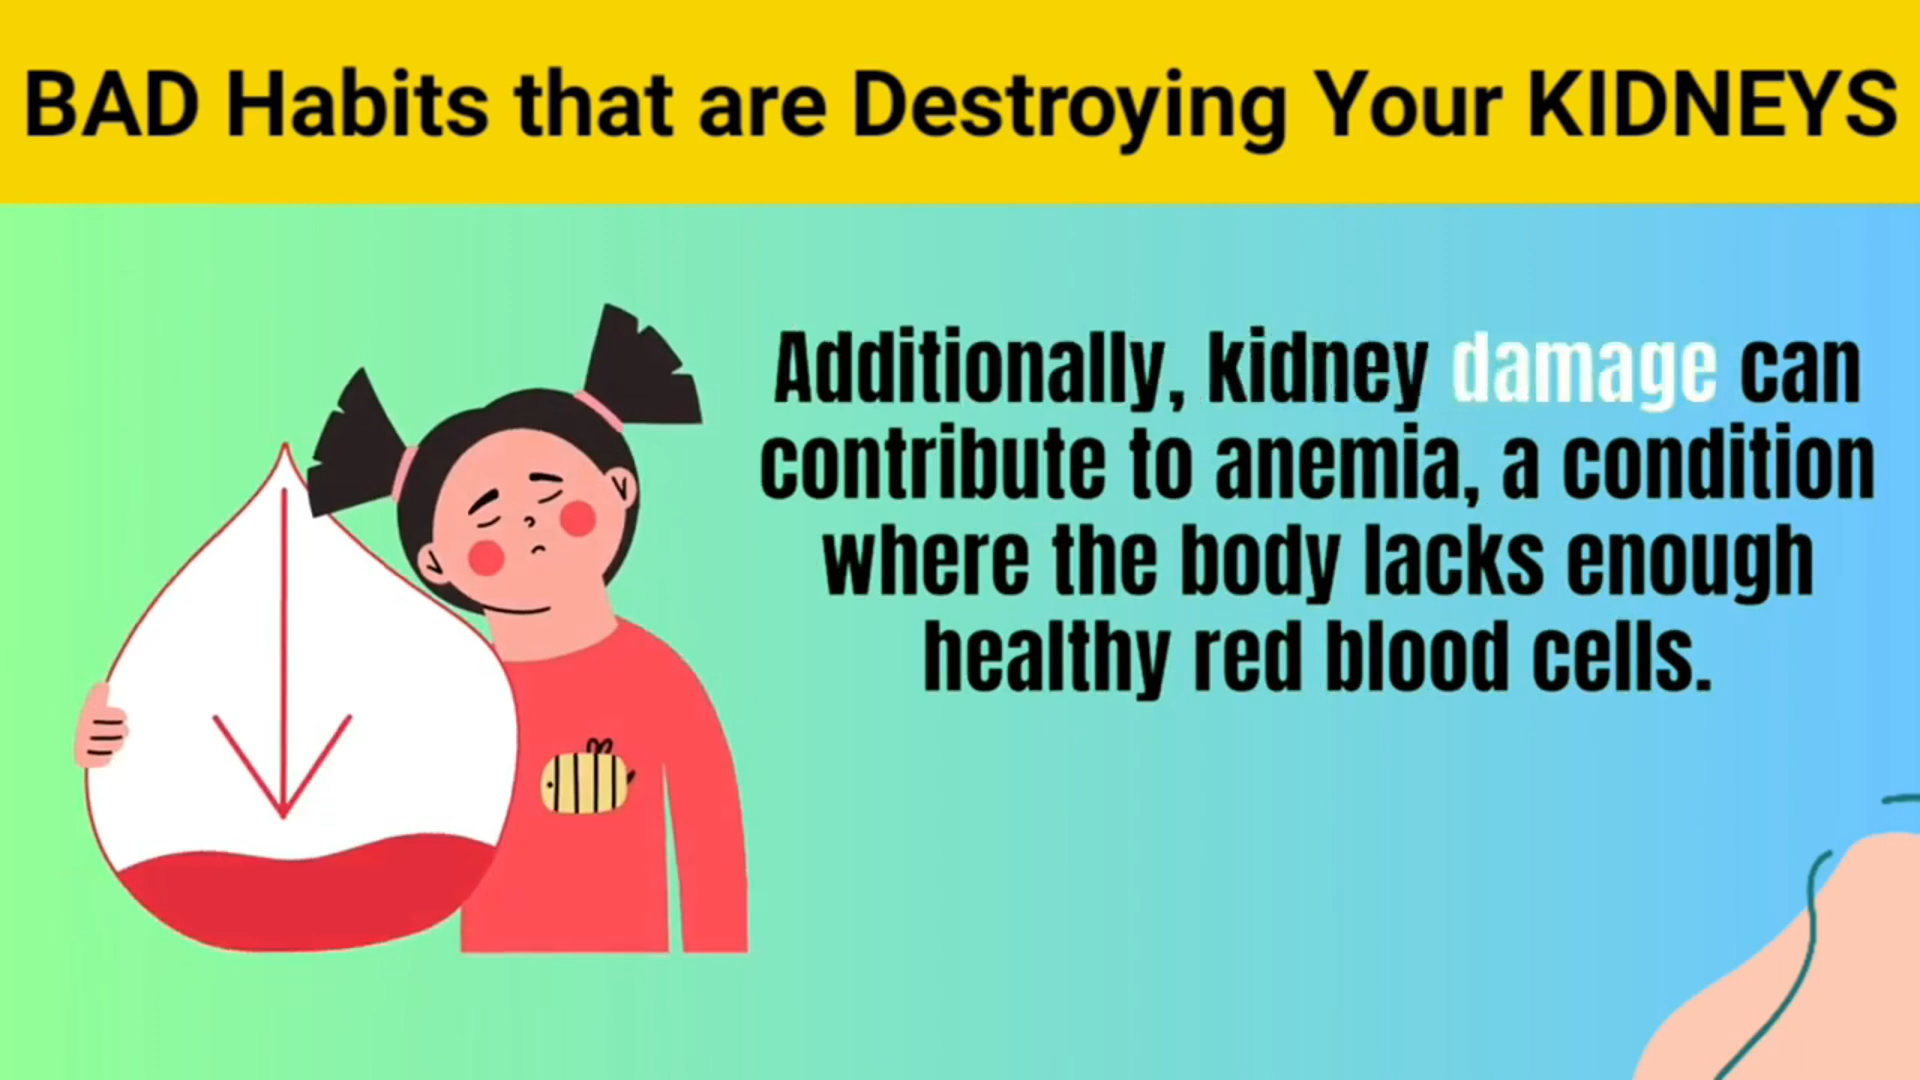 BAD Habits that are Destroying Your KIDNEYS
Additionally, kidney damage can
contribute to anemia, a condition
where the body lacks enough
healthy red blood cells.